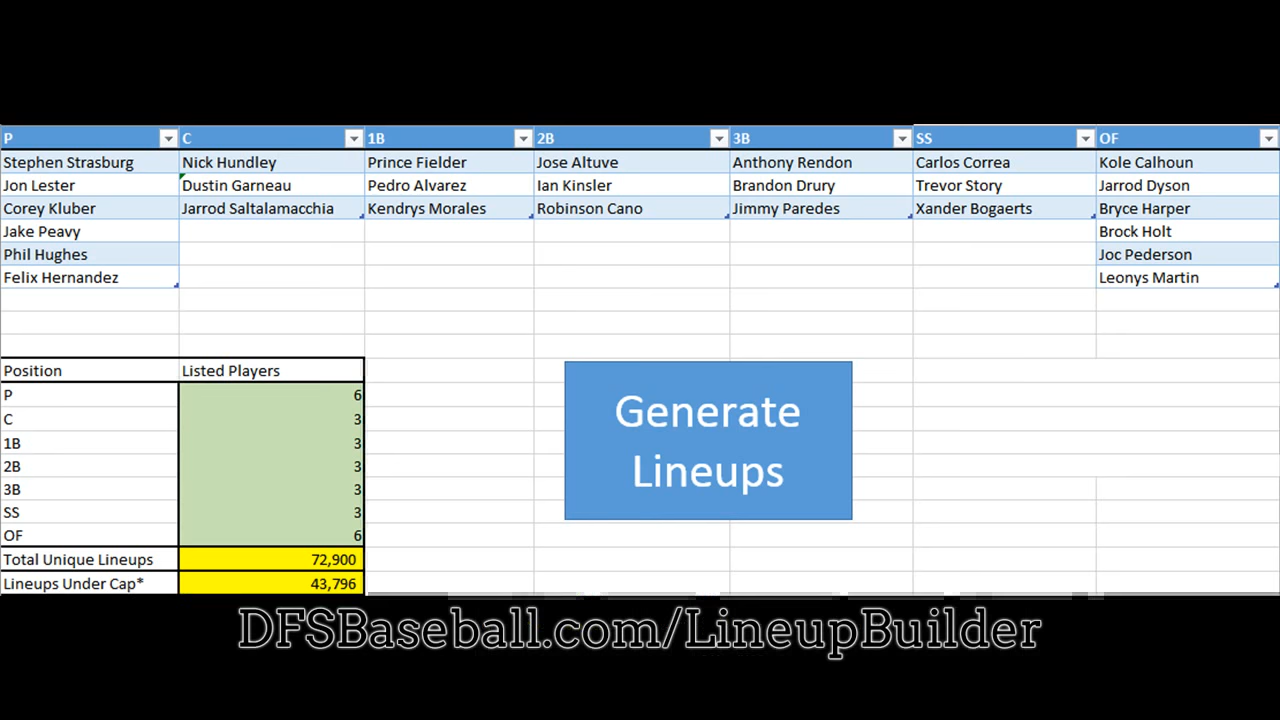 P C 1B 2B 3B SS OF
Stephen Strasburg Nick Hundley Prince Fielder Jose Altuve Anthony Rendon Carlos Correa Kole Calhoun
Jon Lester Dustin Garneau Pedro Alvarez Ian Kinsler Brandon Drury Trevor Story Jarrod Dyson
Corey Kluber Jarrod Saltalamacchia Kendrys Morales Robinson Cano Jimmy Paredes Xander Bogaerts Bryce Harper
Jake Peavy Brock Holt
Phil Hughes Joc Pederson
Felix Hernandez Leonys Martin
Position Listed Players
P 6
C 3
1B 3
2B 3
3B 3
SS 3
OF 6
Total Unique Lineups 72,900
Lineups Under Cap* 43,796
Generate
Lineups
DFSBaseball.com/LineupBuilder